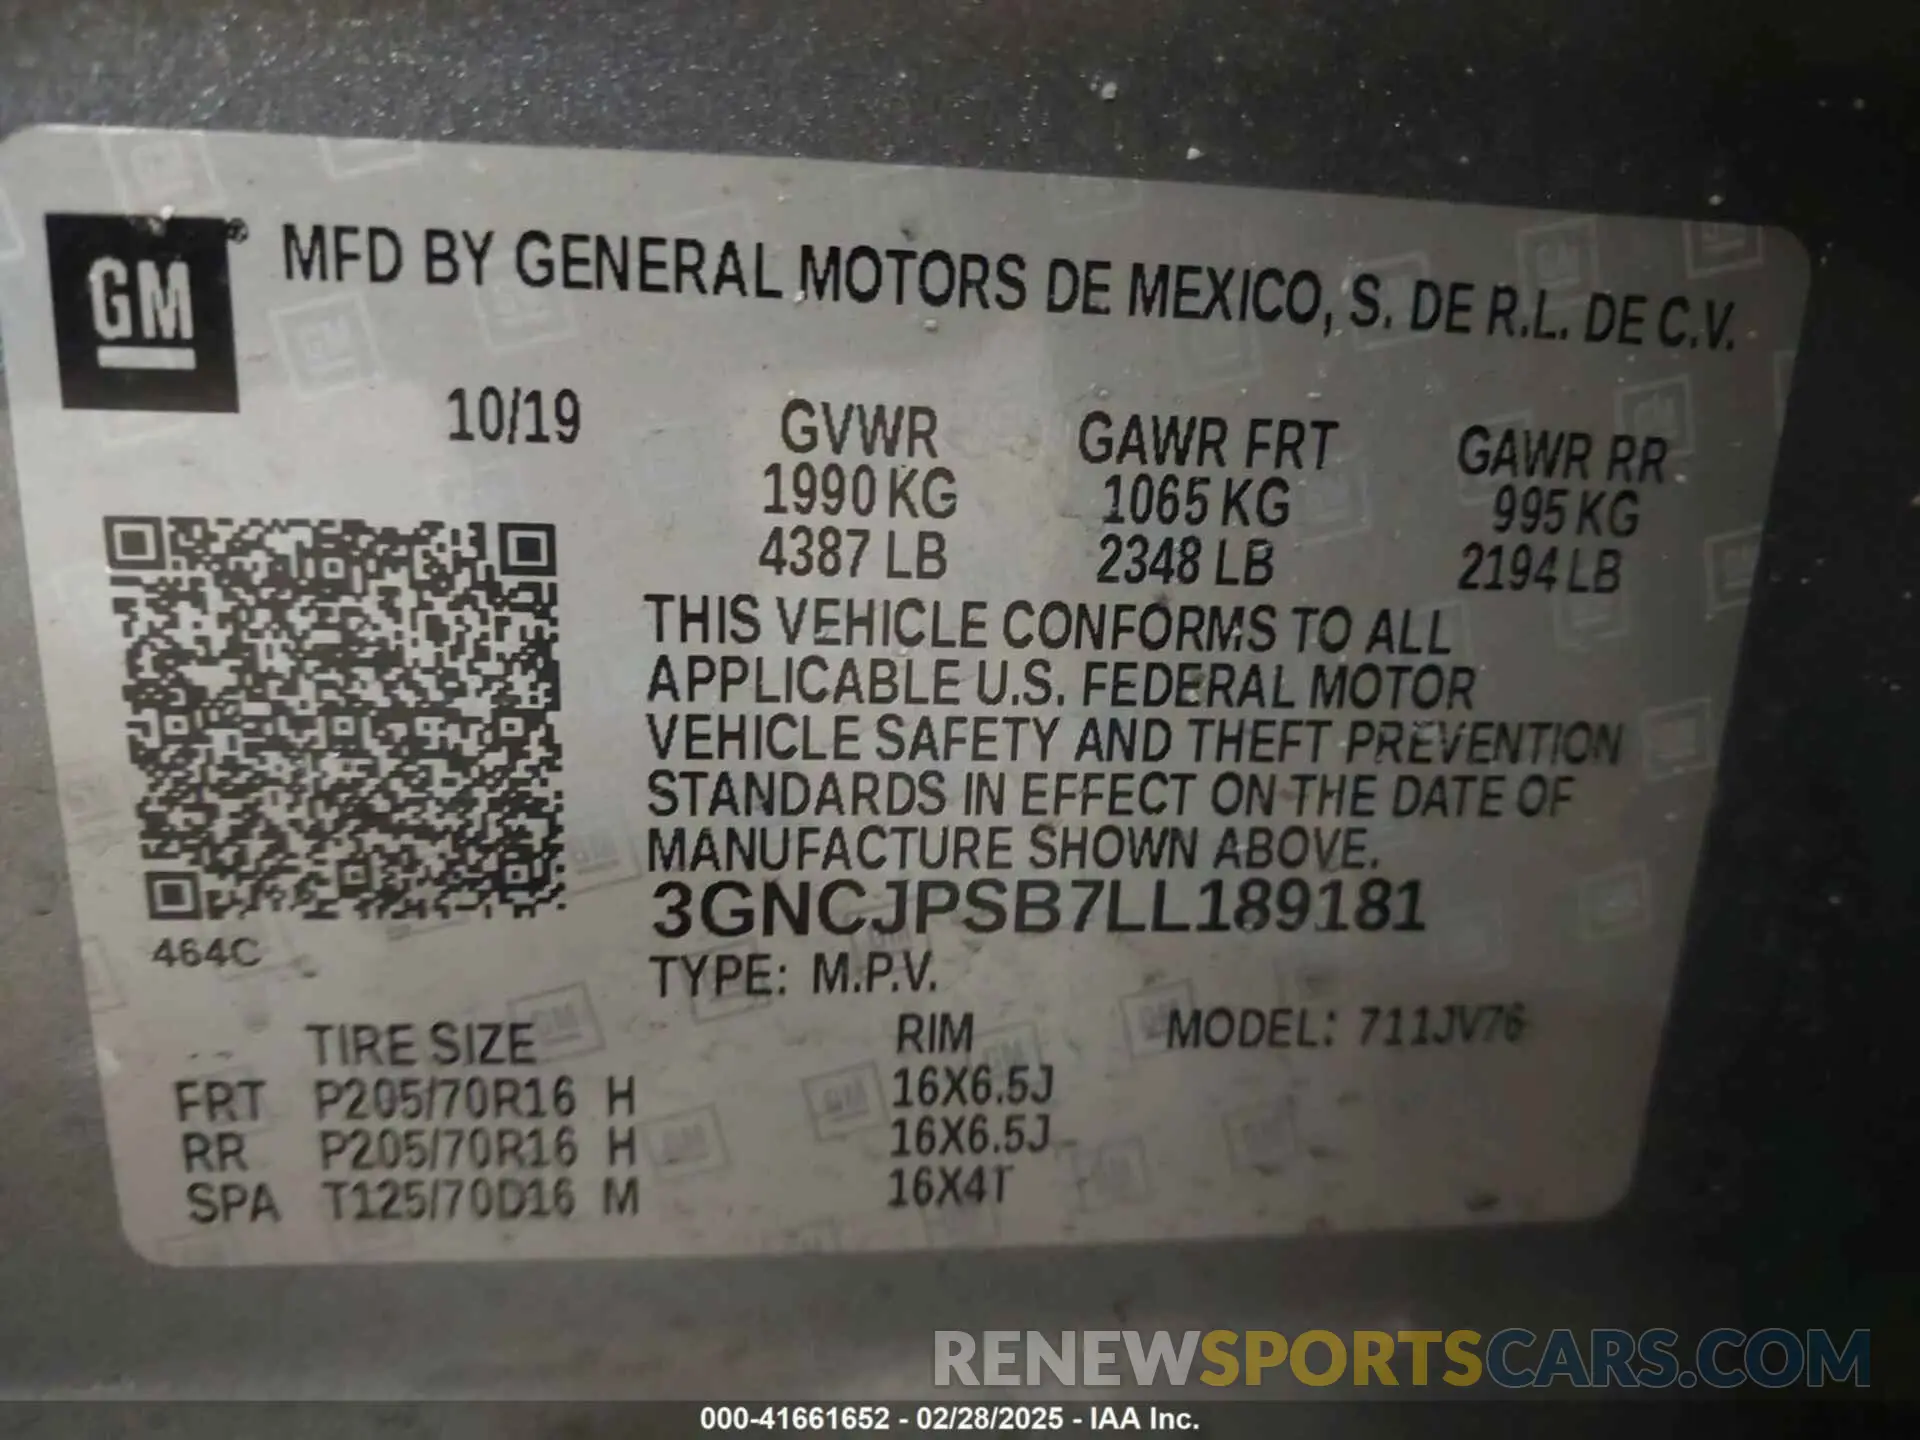 GM ® MFD BY GENERAL MOTORS DE MEXICO, S. DE R.L. DE C.V.
10/19 GVWR GAWR FRT GAWR RR
1990 KG 1065 KG 995 KG
4387 LB 2348 LB 2194 LB
THIS VEHICLE CONFORMS TO ALL
APPLICABLE U.S. FEDERAL MOTOR
VEHICLE SAFETY AND THEFT PREVENTION
STANDARDS IN EFFECT ON THE DATE OF
MANUFACTURE SHOWN ABOVE.
3GNCJPSB7LL189181
464C
TYPE: M.P.V.
TIRE SIZE RIM MODEL: 711JV76
FRT P205/70R16 H 16X6.5J
RR P205/70R16 H 16X6.5J
SPA T125/70D16 M 16X4T
RENEWSPORTSCARS.COM
000-41661652 - 02/28/2025 - IAA Inc.